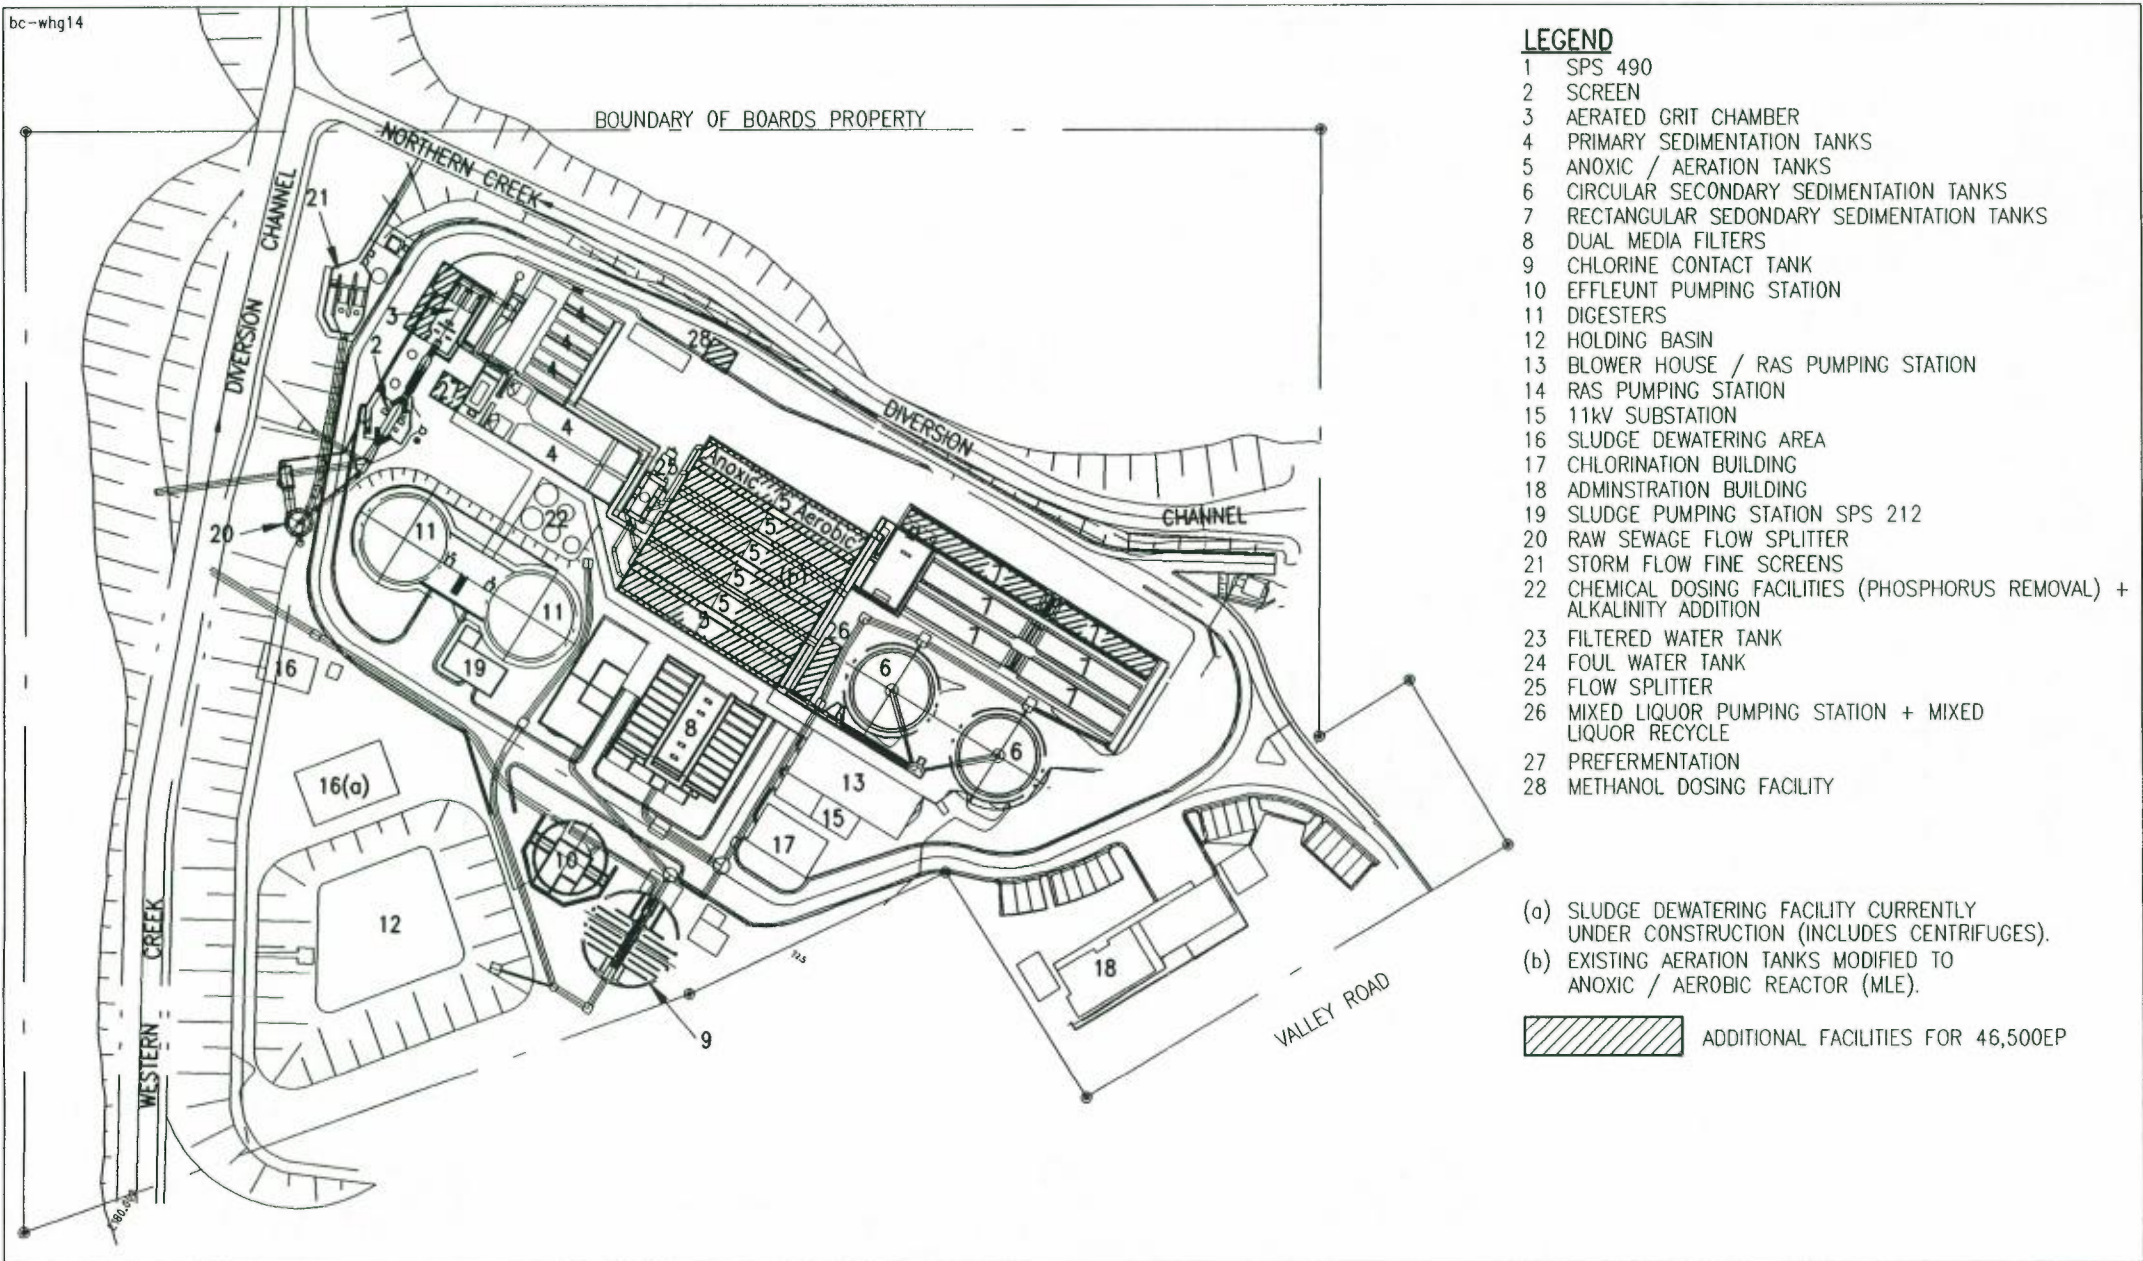 bc-whg14
BOUNDARY OF BOARDS PROPERTY
NORTHERN CREEK
DIVERSION CHANNEL
DIVERSION
CHANNEL
WESTERN CREEK
VALLEY ROAD
21
3
2
27
4
4
4
4
4
28
25
Anoxic 5 Aerobic
5
5
(b)
5
5
5
20
11
11
22
19
16
16(a)
12
8
26
6
6
7
7
7
7
7
13
15
17
10
9
18
72.5
LEGEND
1 SPS 490
2 SCREEN
3 AERATED GRIT CHAMBER
4 PRIMARY SEDIMENTATION TANKS
5 ANOXIC / AERATION TANKS
6 CIRCULAR SECONDARY SEDIMENTATION TANKS
7 RECTANGULAR SEDONDARY SEDIMENTATION TANKS
8 DUAL MEDIA FILTERS
9 CHLORINE CONTACT TANK
10 EFFLEUNT PUMPING STATION
11 DIGESTERS
12 HOLDING BASIN
13 BLOWER HOUSE / RAS PUMPING STATION
14 RAS PUMPING STATION
15 11kV SUBSTATION
16 SLUDGE DEWATERING AREA
17 CHLORINATION BUILDING
18 ADMINSTRATION BUILDING
19 SLUDGE PUMPING STATION SPS 212
20 RAW SEWAGE FLOW SPLITTER
21 STORM FLOW FINE SCREENS
22 CHEMICAL DOSING FACILITIES (PHOSPHORUS REMOVAL) +
ALKALINITY ADDITION
23 FILTERED WATER TANK
24 FOUL WATER TANK
25 FLOW SPLITTER
26 MIXED LIQUOR PUMPING STATION + MIXED
LIQUOR RECYCLE
27 PREFERMENTATION
28 METHANOL DOSING FACILITY
(a) SLUDGE DEWATERING FACILITY CURRENTLY
UNDER CONSTRUCTION (INCLUDES CENTRIFUGES).
(b) EXISTING AERATION TANKS MODIFIED TO
ANOXIC / AEROBIC REACTOR (MLE).
ADDITIONAL FACILITIES FOR 46,500EP